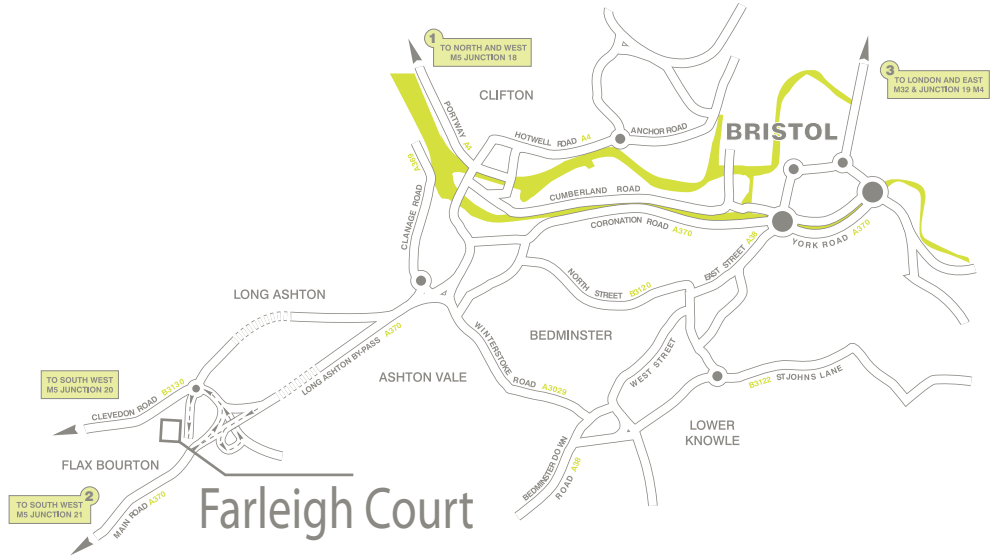 1
TO NORTH AND WEST
M5 JUNCTION 18
3
TO LONDON AND EAST
M32 & JUNCTION 19 M4
CLIFTON
PORTWAY A4
HOTWELL ROAD A4
ANCHOR ROAD
BRISTOL
A369
CLANAGE ROAD
CUMBERLAND ROAD
CORONATION ROAD A370
EAST STREET A38
YORK ROAD A370
NORTH STREET B3120
LONG ASHTON
BEDMINSTER
LONG ASHTON BY-PASS A370
WINTERSTOKE ROAD A3029
WEST STREET
ASHTON VALE
B3122 ST JOHNS LANE
TO SOUTH WEST
M5 JUNCTION 20
CLEVEDON ROAD B3130
LOWER
KNOWLE
FLAX BOURTON
BEDMINSTER DOWN
ROAD A38
2
TO SOUTH WEST
M5 JUNCTION 21
MAIN ROAD A370
Farleigh Court